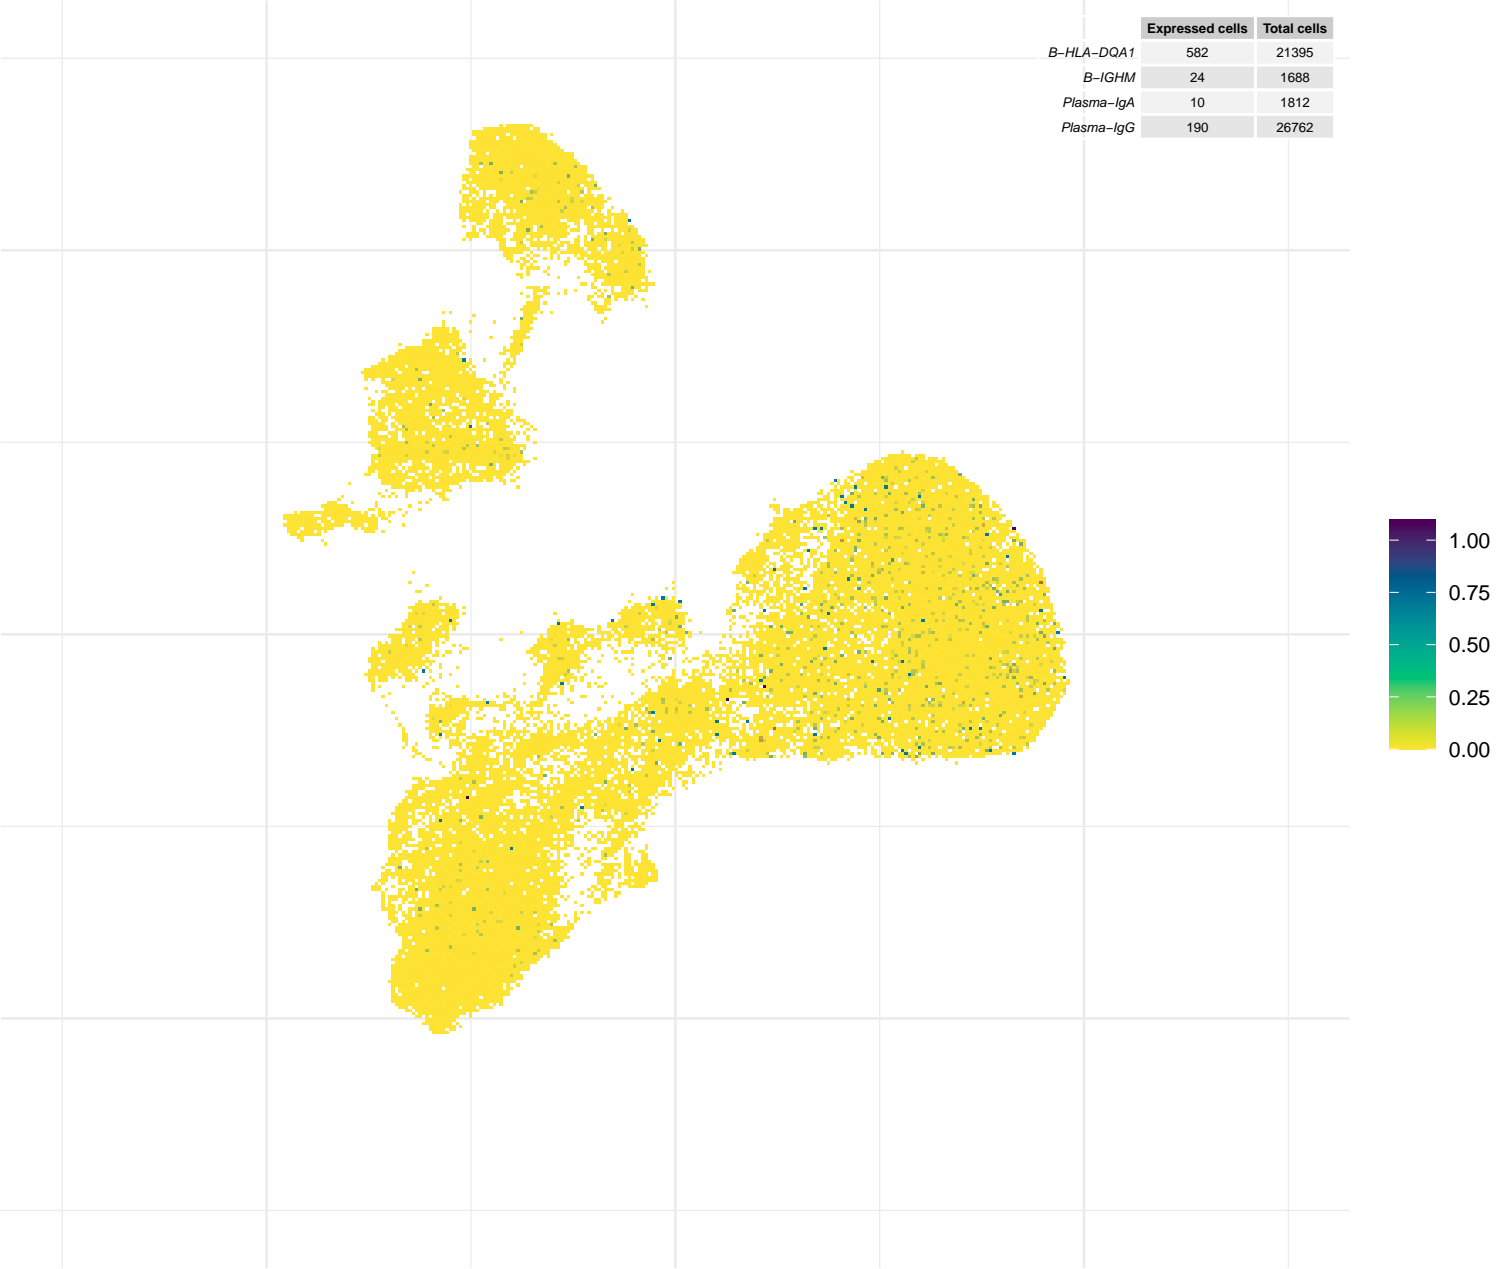 Expressed cells Total cells
B−HLA−DQA1 582 21395
B−IGHM 24 1688
Plasma−IgA 10 1812
Plasma−IgG 190 26762
1.00
0.75
0.50
0.25
0.00